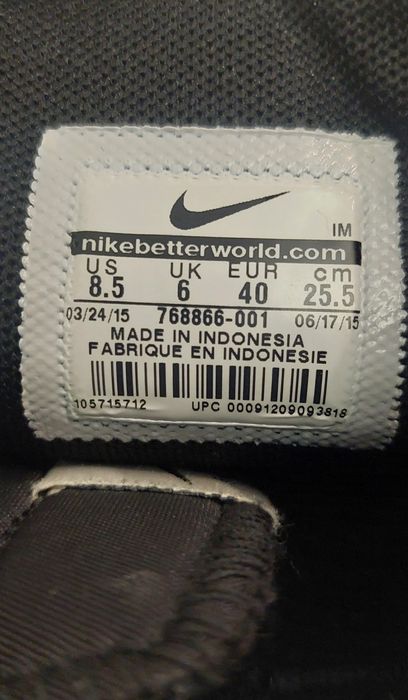 IM
nikebetterworld.com
US UK EUR cm
8.5 6 40 25.5
03/24/15 768866-001 06/17/15
MADE IN INDONESIA
FABRIQUE EN INDONESIE
105715712 UPC 00091209093818